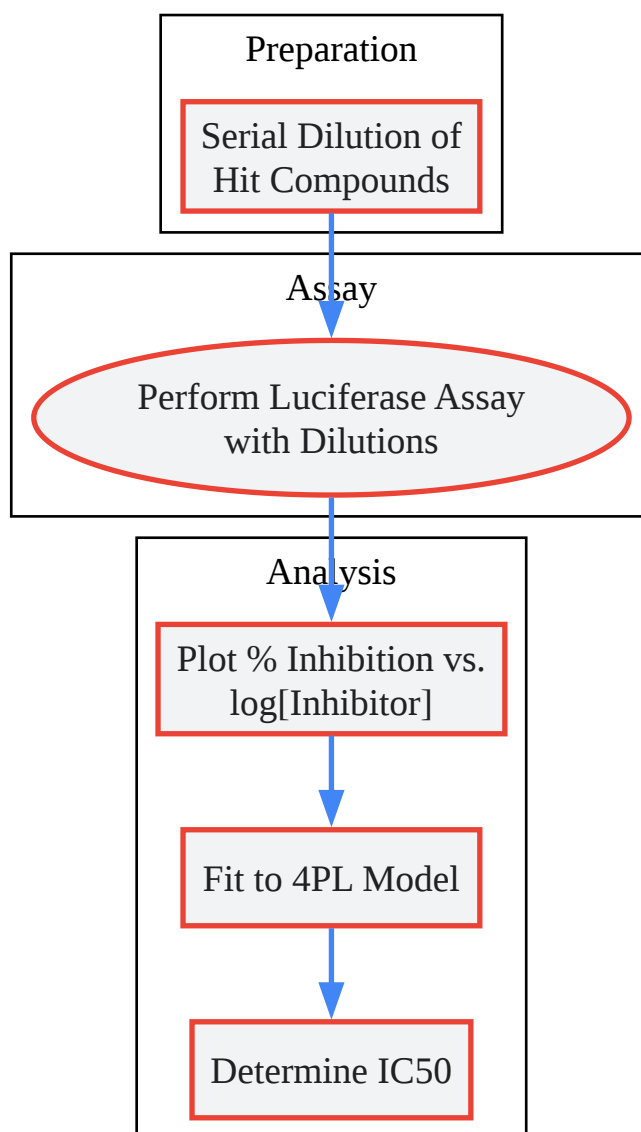 Preparation
Serial Dilution of
Hit Compounds
Assay
Perform Luciferase Assay
with Dilutions
Analysis
Plot % Inhibition vs.
log[Inhibitor]
Fit to 4PL Model
Determine IC50